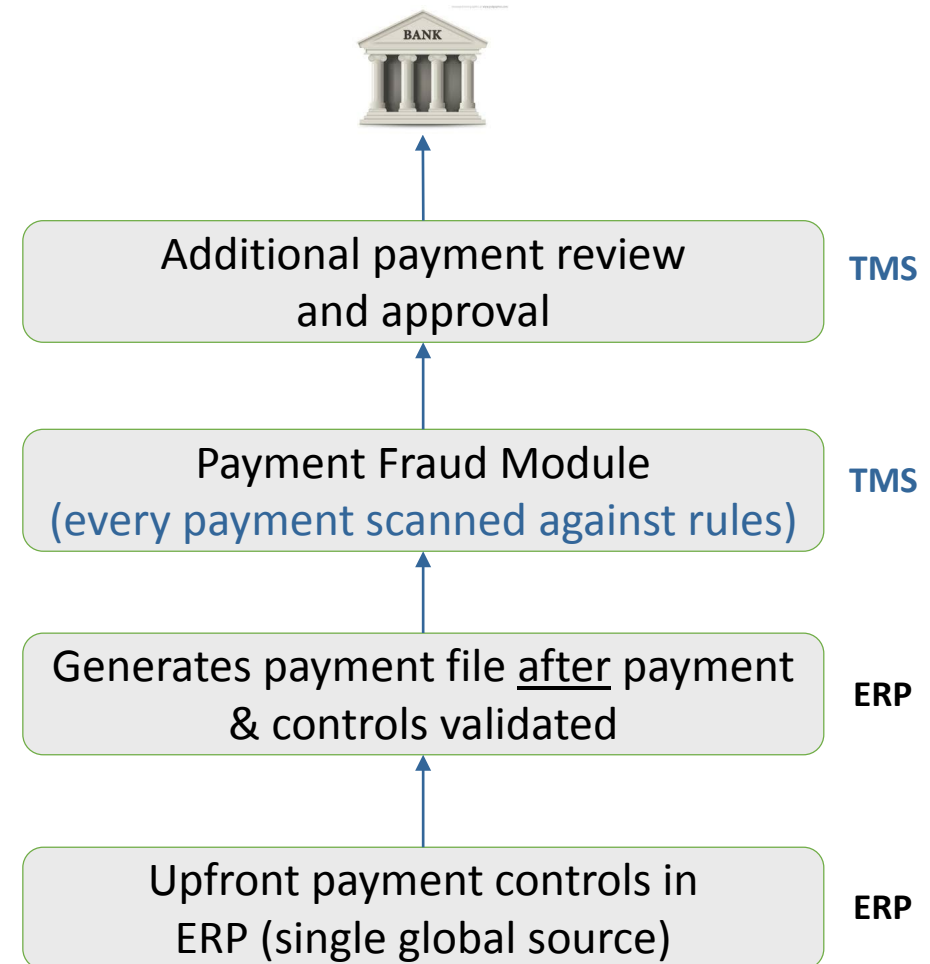 BANK
Additional payment review
and approval
TMS
Payment Fraud Module
(every payment scanned against rules)
TMS
Generates payment file after payment
& controls validated
ERP
Upfront payment controls in
ERP (single global source)
ERP